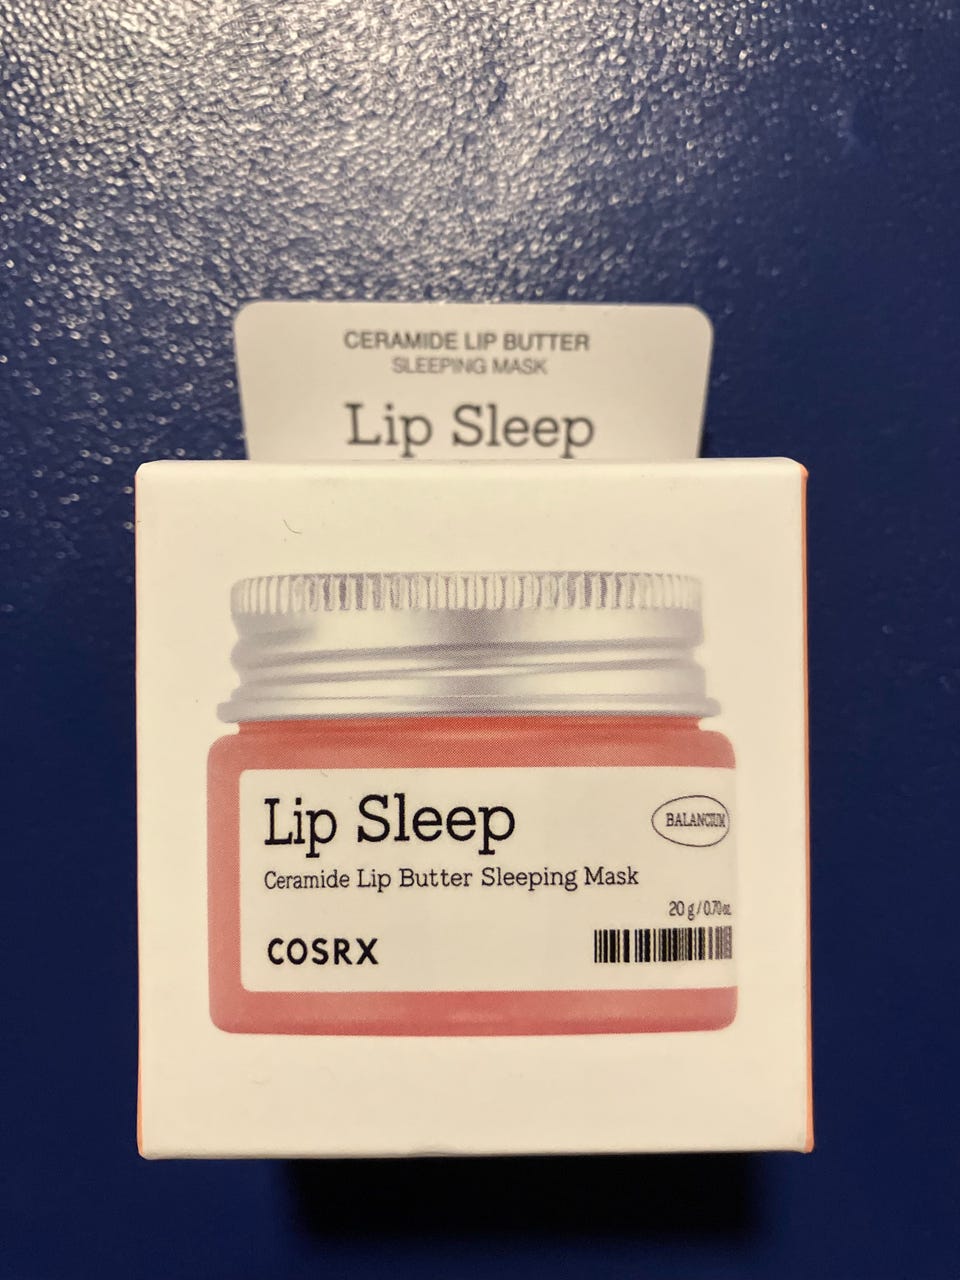 CERAMIDE LIP BUTTER
SLEEPING MASK
Lip Sleep
Lip Sleep
BALANCIUM
Ceramide Lip Butter Sleeping Mask
20 g / 0.70 oz.
COSRX